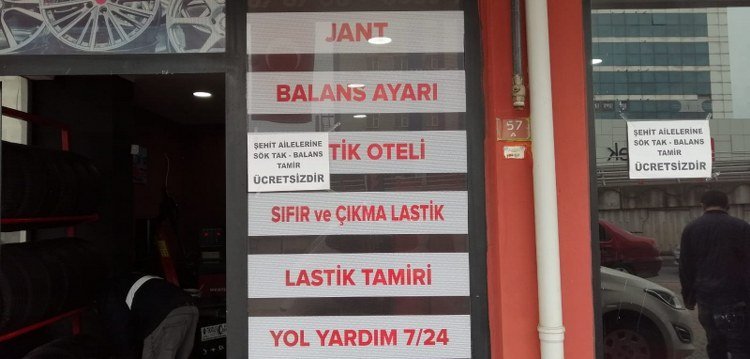 JANT
BALANS AYARI
TİK OTELİ
SIFIR ve ÇIKMA LASTİK
LASTİK TAMİRİ
YOL YARDIM 7/24
ŞEHİT AİLELERİNE
SÖK TAK - BALANS
TAMİR
ÜCRETSİZDİR
57
ŞEHİT AİLELERİNE
SÖK TAK - BALANS
TAMİR
ÜCRETSİZDİR